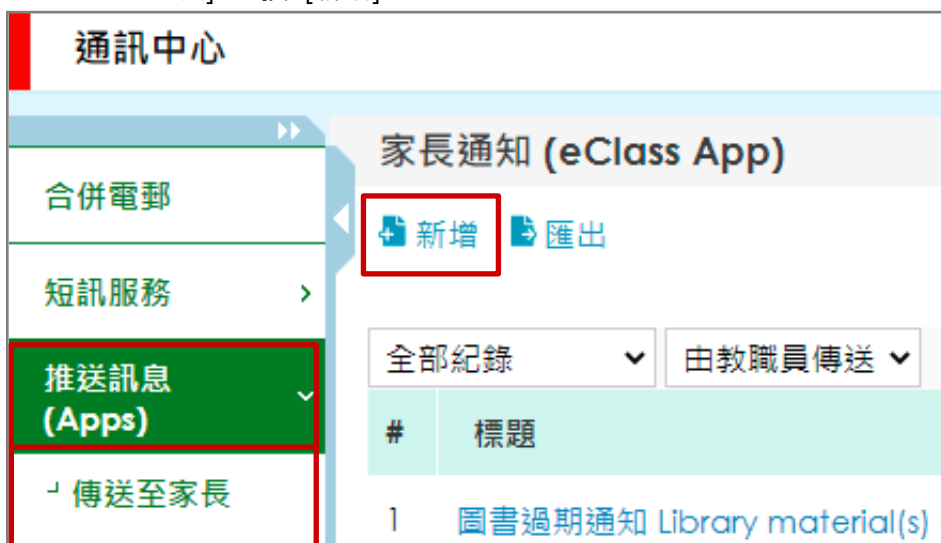 通訊中心
家長通知 (eClass App)
合併電郵
新增 匯出
短訊服務
全部紀錄 由教職員傳送
推送訊息
(Apps)
# 標題
傳送至家長
1 圖書過期通知 Library material(s)